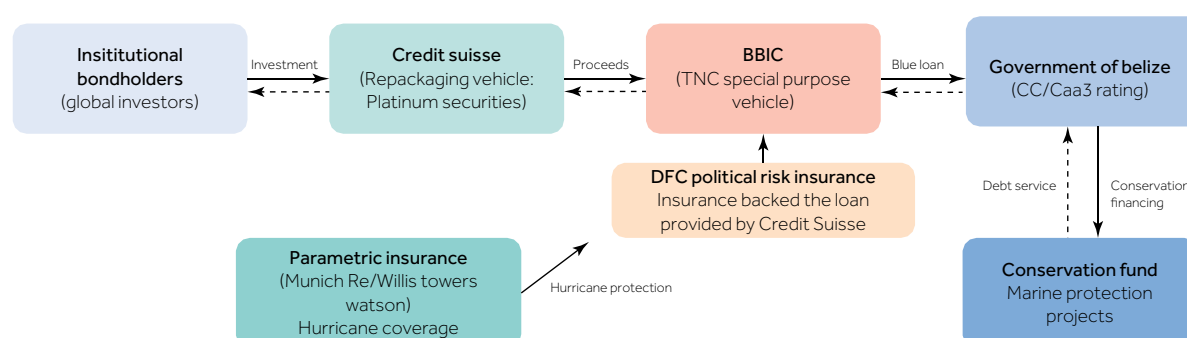 Insititutional
bondholders
(global investors)
Investment
Credit suisse
(Repackaging vehicle:
Platinum securities)
Proceeds
BBIC
(TNC special purpose
vehicle)
Blue loan
Government of belize
(CC/Caa3 rating)
DFC political risk insurance
Insurance backed the loan
provided by Credit Suisse
Debt service
Conservation
financing
Parametric insurance
(Munich Re/Willis towers
watson)
Hurricane coverage
Hurricane protection
Conservation fund
Marine protection
projects